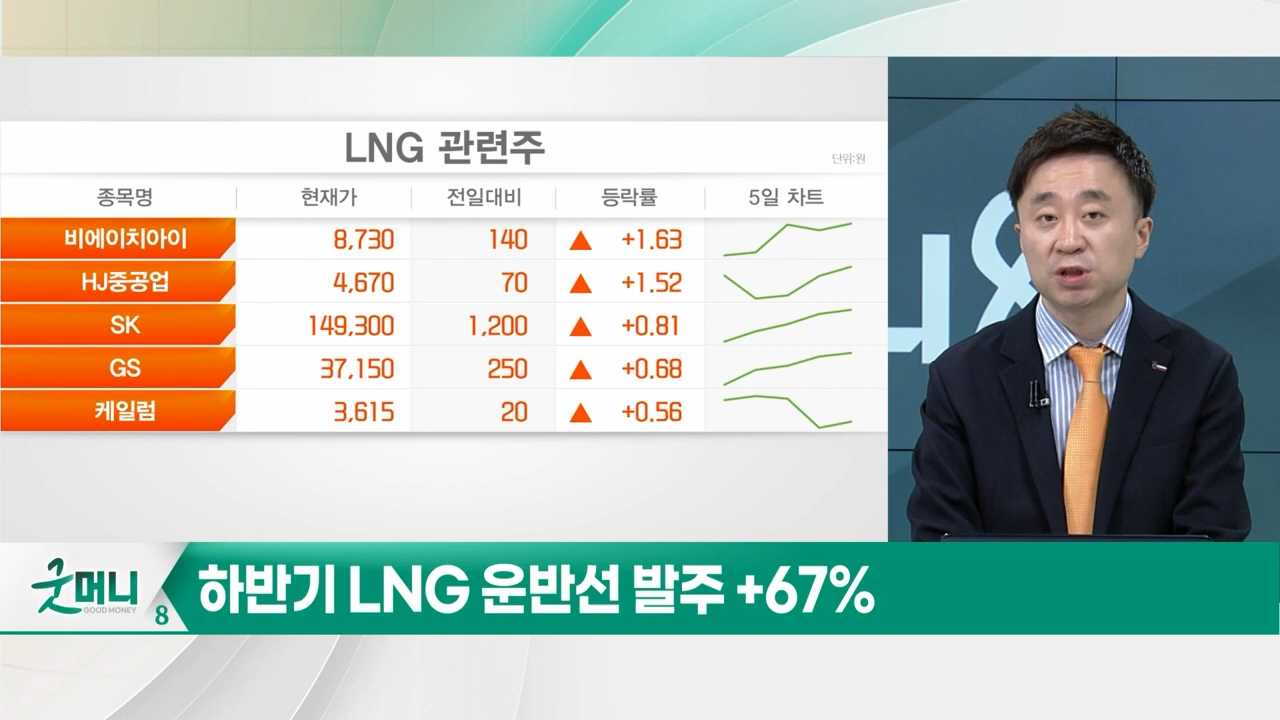 LNG 관련주
단위:원
종목명 현재가 전일대비 등락률 5일 차트
비에이치아이 8,730 140 ▲ +1.63
HJ중공업 4,670 70 ▲ +1.52
SK 149,300 1,200 ▲ +0.81
GS 37,150 250 ▲ +0.68
케일럼 3,615 20 ▲ +0.56
굿머니
GOOD MONEY
8
하반기 LNG 운반선 발주 +67%